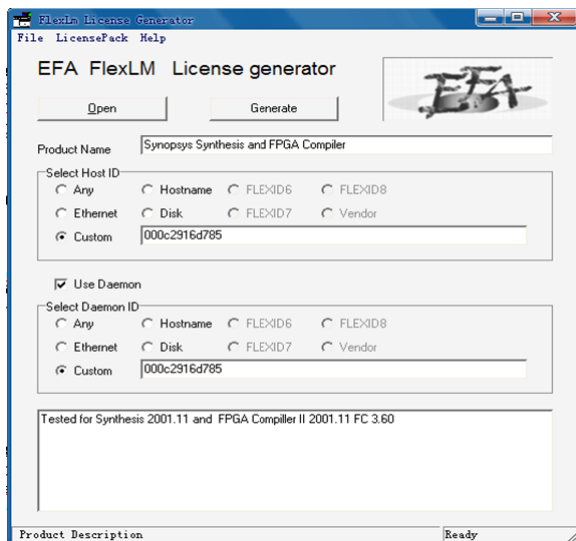 FlexLm License Generator
File LicensePack Help
EFA FlexLM License generator
EFA
Open Generate
Product Name Synopsys Synthesis and FPGA Compiler
Select Host ID
Any Hostname FLEXID6 FLEXID8
Ethernet Disk FLEXID7 Vendor
Custom 000c2916d785
Use Daemon
Select Daemon ID
Any Hostname FLEXID6 FLEXID8
Ethernet Disk FLEXID7 Vendor
Custom 000c2916d785
Tested for Synthesis 2001.11 and FPGA Compiller II 2001.11 FC 3.60
Product Description Ready